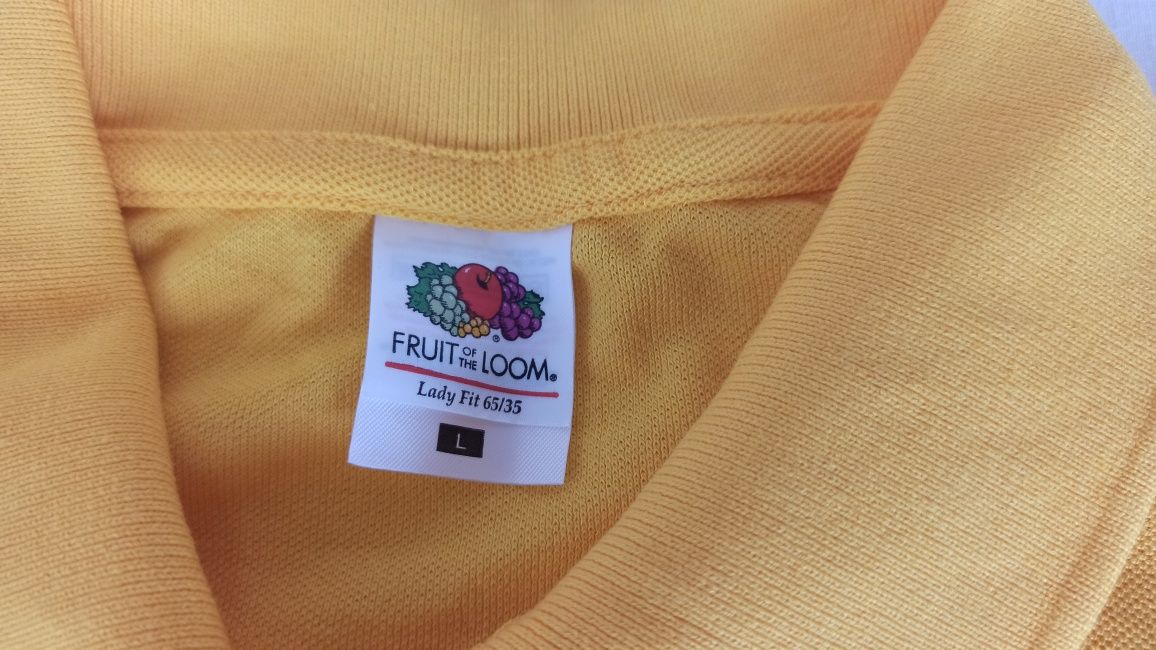 FRUIT OF THE LOOM®
Lady Fit 65/35
L